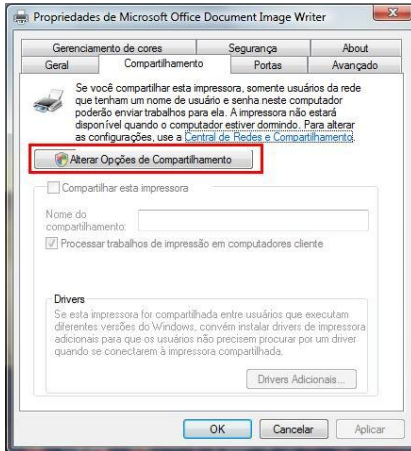 Propriedades de Microsoft Office Document Image Writer
Gerenciamento de cores Segurança About
Geral Compartilhamento Portas Avançado
Se você compartilhar esta impressora, somente usuários da rede
que tenham um nome de usuário e senha neste computador
poderão enviar trabalhos para ela. A impressora não estará
disponível quando o computador estiver dormindo. Para alterar
as configurações, use a Central de Redes e Compartilhamento.
Alterar Opções de Compartilhamento
Compartilhar esta impressora
Nome do
compartilhamento:
Processar trabalhos de impressão em computadores cliente
Drivers
Se esta impressora for compartilhada entre usuários que executam
diferentes versões do Windows, convém instalar drivers de impressora
adicionais para que os usuários não precisem procurar por um driver
quando se conectarem à impressora compartilhada.
Drivers Adicionais...
OK Cancelar Aplicar